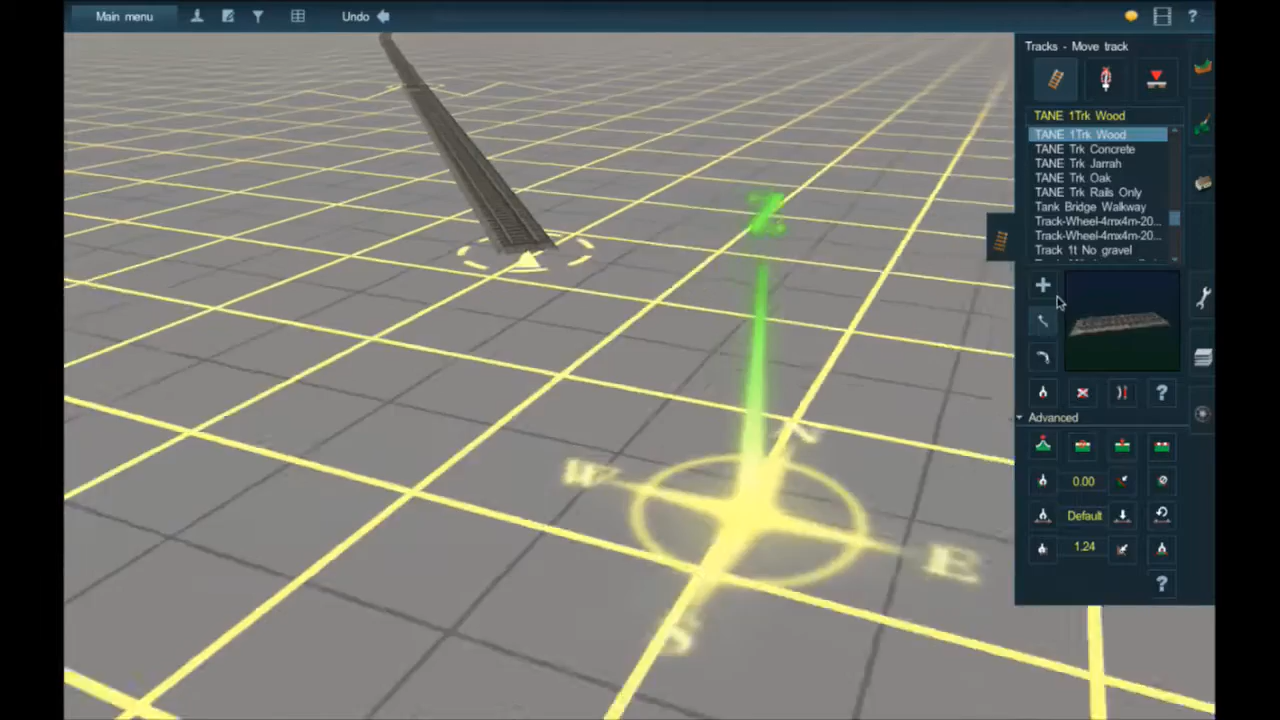 Main menu
Undo
?
Tracks - Move track
TANE 1Trk Wood
TANE 1Trk Wood
TANE Trk Concrete
TANE Trk Jarrah
TANE Trk Oak
TANE Trk Rails Only
Tank Bridge Walkway
Track-Wheel-4mx4m-20...
Track-Wheel-4mx4m-20...
Track 1t No gravel
?
Advanced
0.00
Default
1.24
?
Z
N
W
E
S